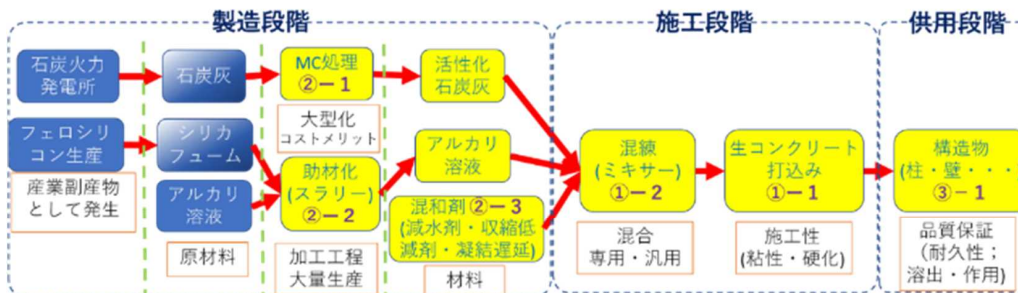 製造段階
施工段階
供用段階
石炭火力
発電所
石炭灰
MC処理
②－1
活性化
石炭灰
大型化
コストメリット
フェロシリ
コン生産
シリカ
フューム
産業副産物
として発生
アルカリ
溶液
助材化
(スラリー)
②－2
アルカリ
溶液
混和剤②－3
(減水剤・収縮低
減剤・凝結遅延)
原材料
加工工程
大量生産
材料
混練
(ミキサー)
①－2
混合
専用・汎用
生コンクリート
打込み
①－1
施工性
(粘性・硬化)
構造物
(柱・壁・・・
③－1
品質保証
(耐久性；
溶出・作用)